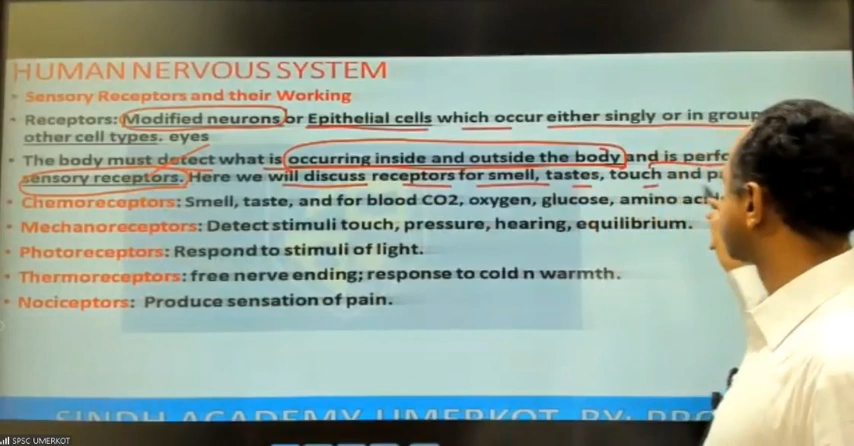 HUMAN NERVOUS SYSTEM
• Sensory Receptors and their Working
• Receptors: Modified neurons or Epithelial cells which occur either singly or in group
other cell types. eyes
• The body must detect what is occurring inside and outside the body and is
sensory receptors. Here we will discuss receptors for smell, tastes, touch and
• Chemoreceptors: Smell, taste, and for blood CO2, oxygen, glucose, amino
• Mechanoreceptors: Detect stimuli touch, pressure, hearing, equilibrium.
• Photoreceptors: Respond to stimuli of light.
• Thermoreceptors: free nerve ending; response to cold n warmth.
• Nociceptors: Produce sensation of pain.
SINDH ACADEMY UMERKOT. BY: PRO
SPSC UMERKOT